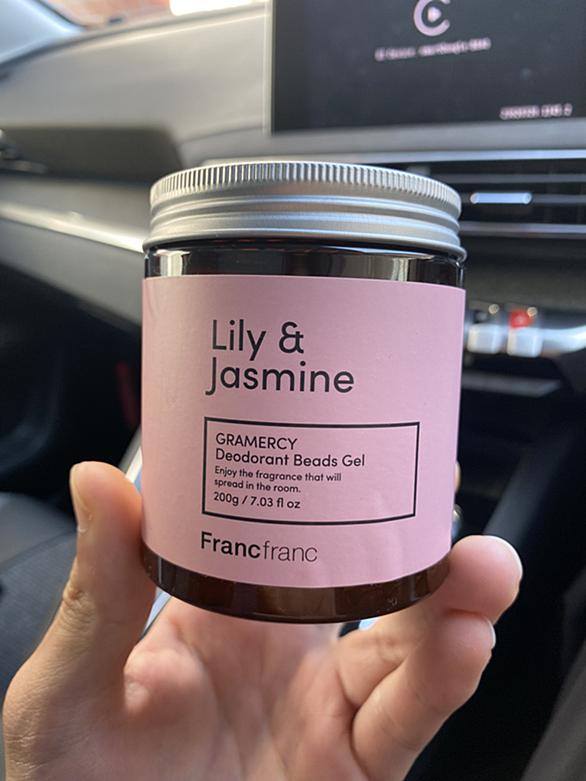 Lily &
Jasmine
GRAMERCY
Deodorant Beads Gel
Enjoy the fragrance that will
spread in the room.
200g / 7.03 fl oz
Francfranc